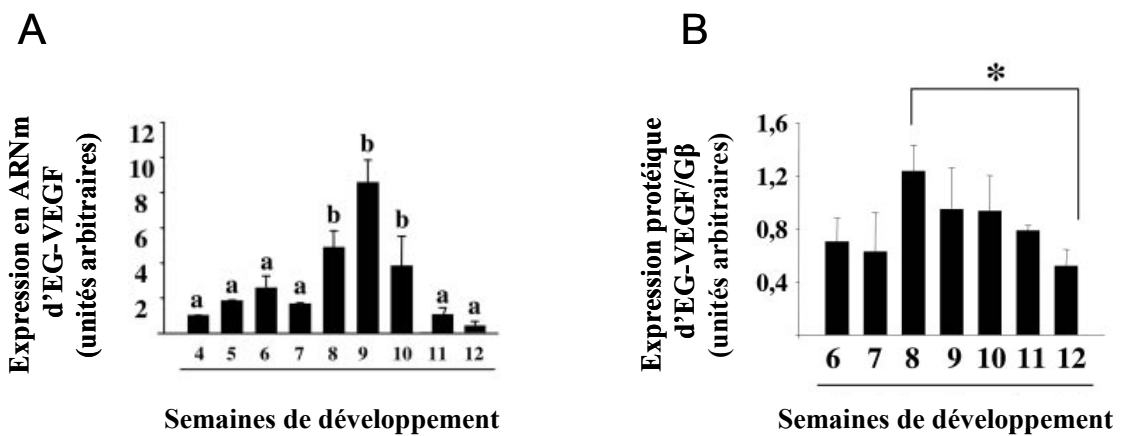 A
Expression en ARNm
d'EG-VEGF
(unités arbitraires)
12
10
8
6
4
2
a
a
a
a
b
b
b
a
a
4 5 6 7 8 9 10 11 12
Semaines de développement
B
Expression protéique
d'EG-VEGF/Gβ
(unités arbitraires)
1,6
1,2
0,8
0,4
*
6 7 8 9 10 11 12
Semaines de développement